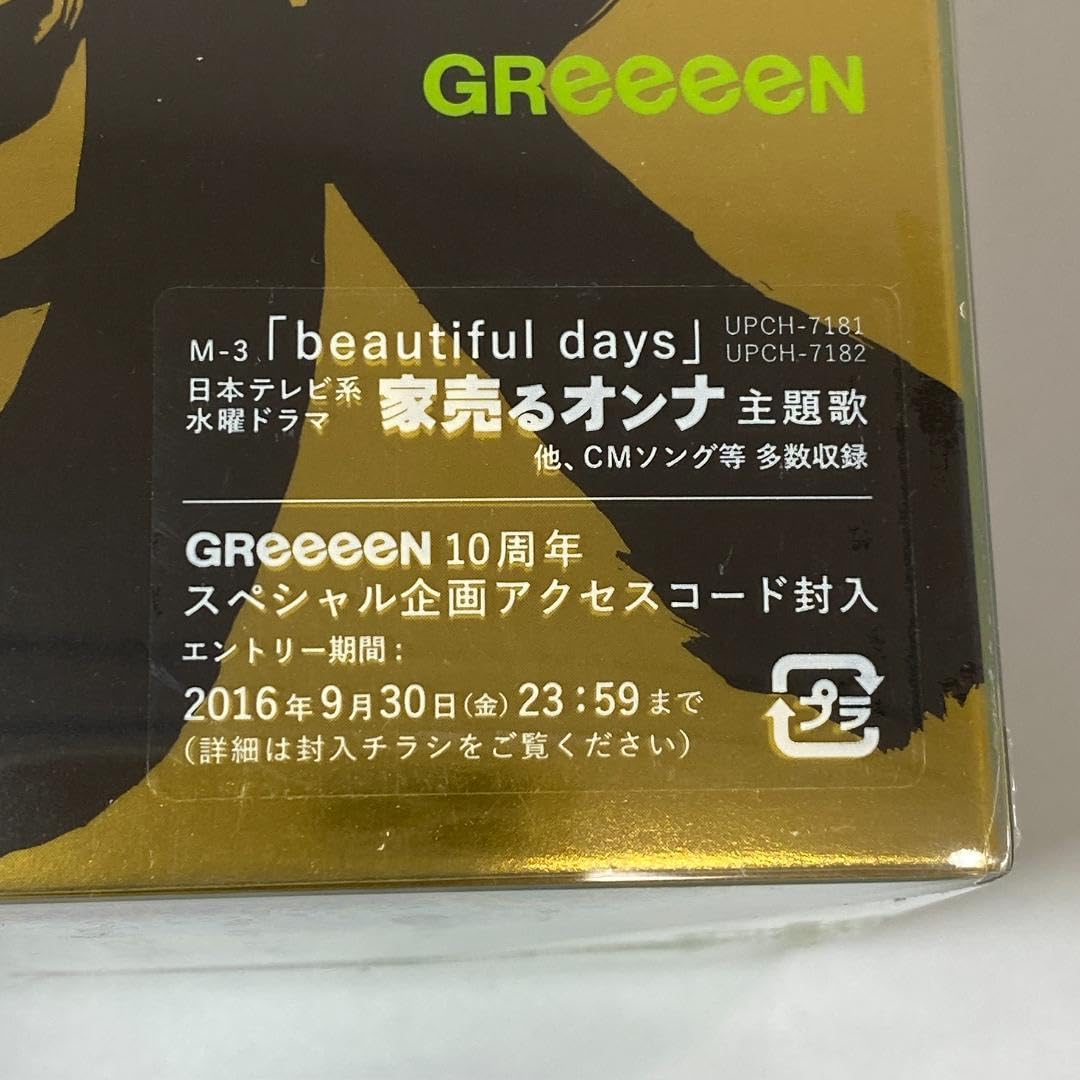 GReeeeN
M-3「beautiful days」
UPCH-7181
UPCH-7182
日本テレビ系
水曜ドラマ
家売るオンナ 主題歌
他、CMソング等 多数収録
GReeeeN 10周年
スペシャル企画アクセスコード封入
エントリー期間：
2016年9月30日(金) 23：59まで
(詳細は封入チラシをご覧ください)
プラ